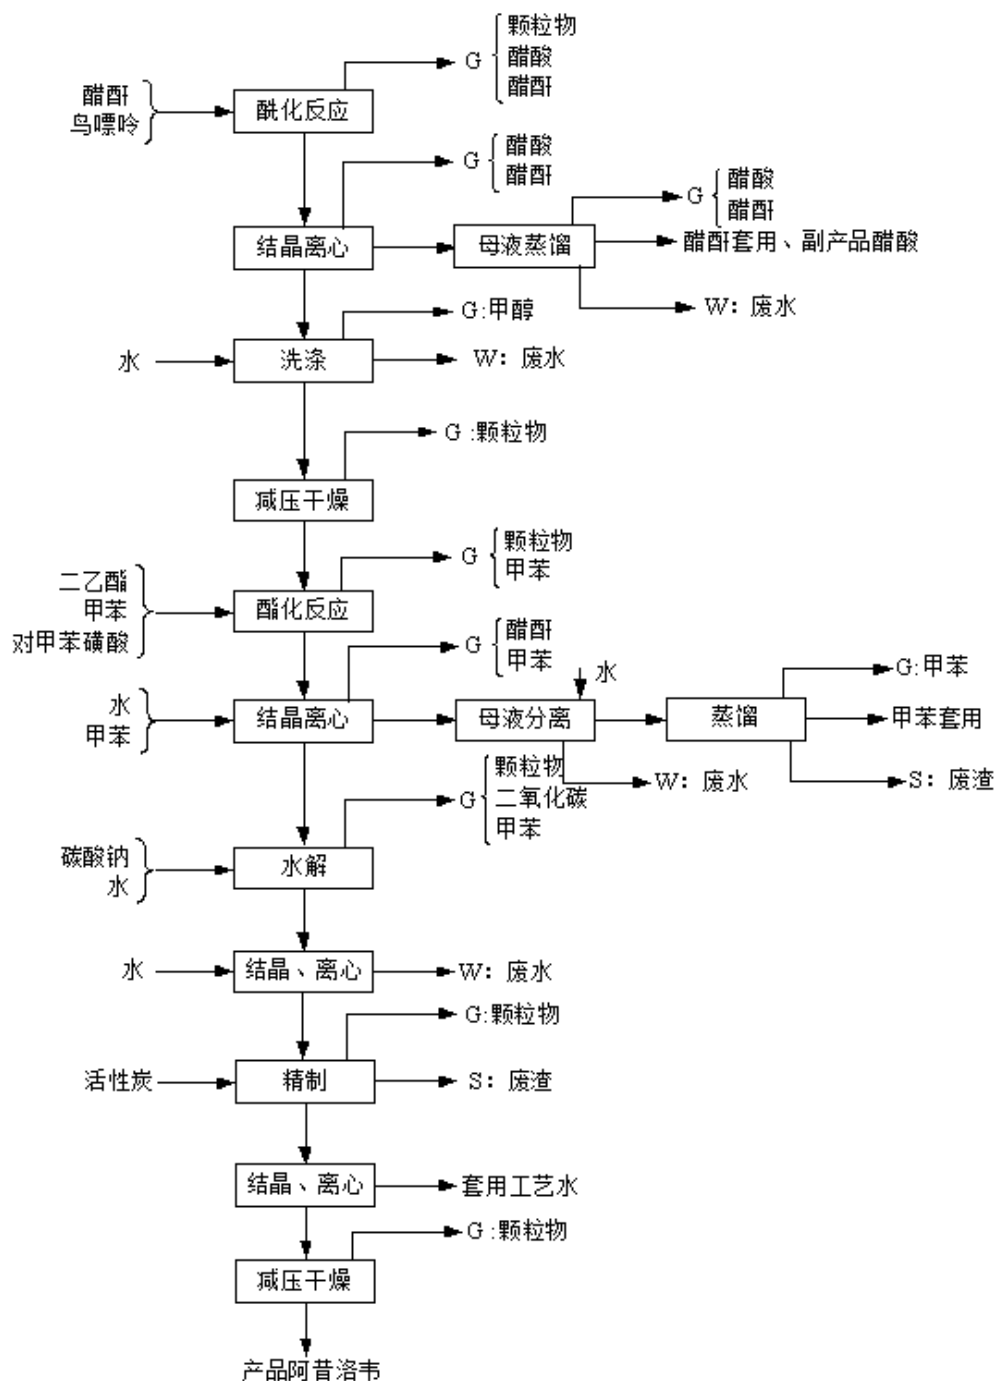 颗粒物
G 醋酸
醋酐
醋酐
鸟嘌呤
酰化反应
G 醋酸
醋酐
G 醋酸
醋酐
结晶离心
母液蒸馏
醋酐套用、副产品醋酸
W：废水
G:甲醇
水
洗涤
W：废水
G :颗粒物
减压干燥
G 颗粒物
甲苯
二乙酯
甲苯
对甲苯磺酸
酯化反应
G 醋酐
甲苯
水
G:甲苯
水
甲苯
结晶离心
母液分离
蒸馏
甲苯套用
W：废水
S：废渣
颗粒物
G 二氧化碳
甲苯
碳酸钠
水
水解
水
结晶、离心
W：废水
G:颗粒物
活性炭
精制
S：废渣
结晶、离心
套用工艺水
G :颗粒物
减压干燥
产品阿昔洛韦